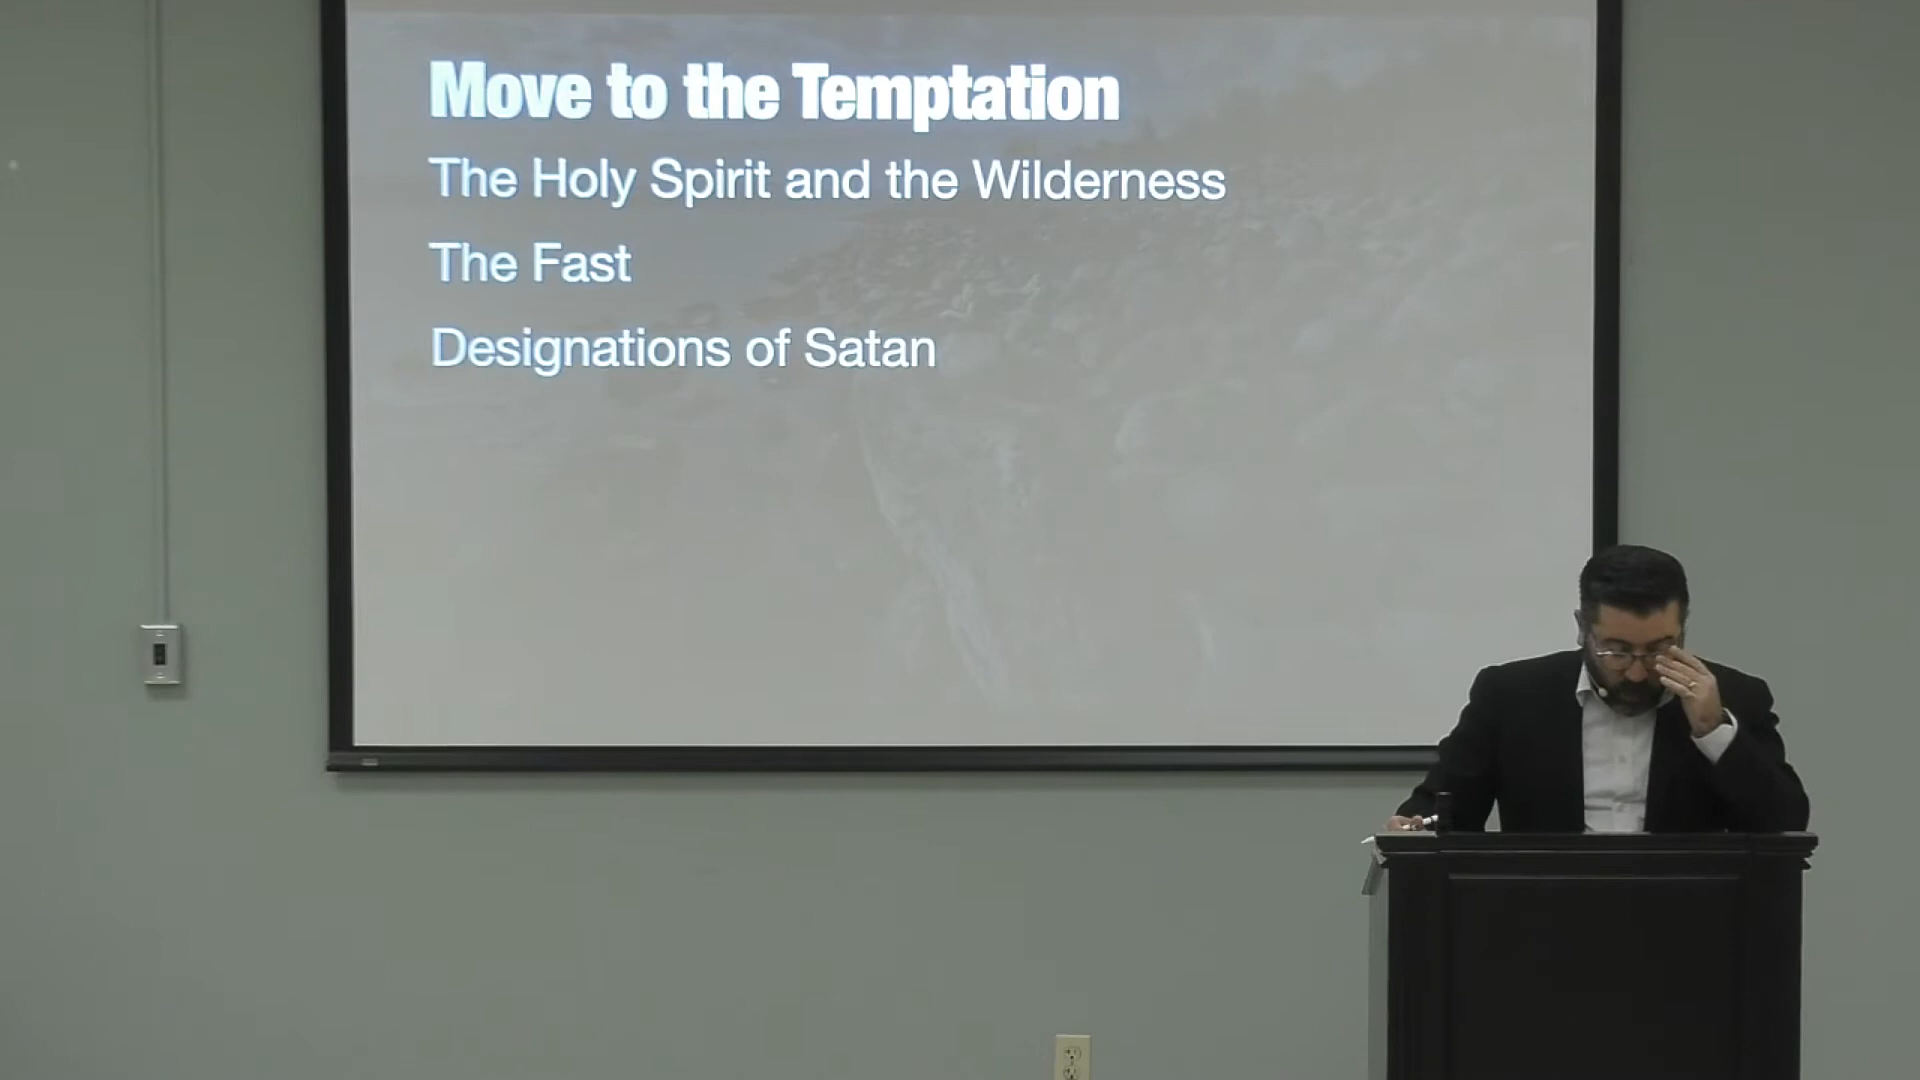 Move to the Temptation
The Holy Spirit and the Wilderness
The Fast
Designations of Satan